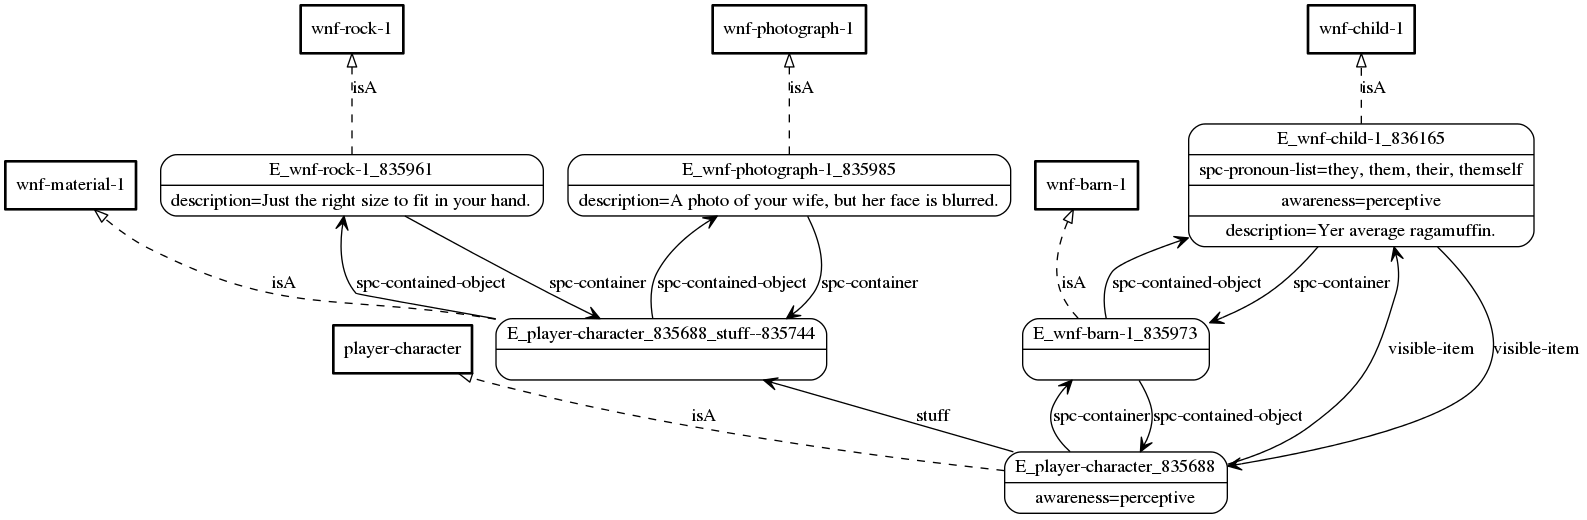 wnf-rock-1
wnf-photograph-1
wnf-child-1
isA
isA
isA
E_wnf-child-1_836165
spc-pronoun-list=they, them, their, themself
awareness=perceptive
description=Yer average ragamuffin.
E_wnf-rock-1_835961
description=Just the right size to fit in your hand.
E_wnf-photograph-1_835985
description=A photo of your wife, but her face is blurred.
wnf-material-1
wnf-barn-1
isA
spc-contained-object
spc-container
spc-contained-object
spc-container
isA
spc-contained-object
spc-container
player-character
E_player-character_835688_stuff--835744
E_wnf-barn-1_835973
visible-item
visible-item
isA
stuff
spc-container
spc-contained-object
E_player-character_835688
awareness=perceptive